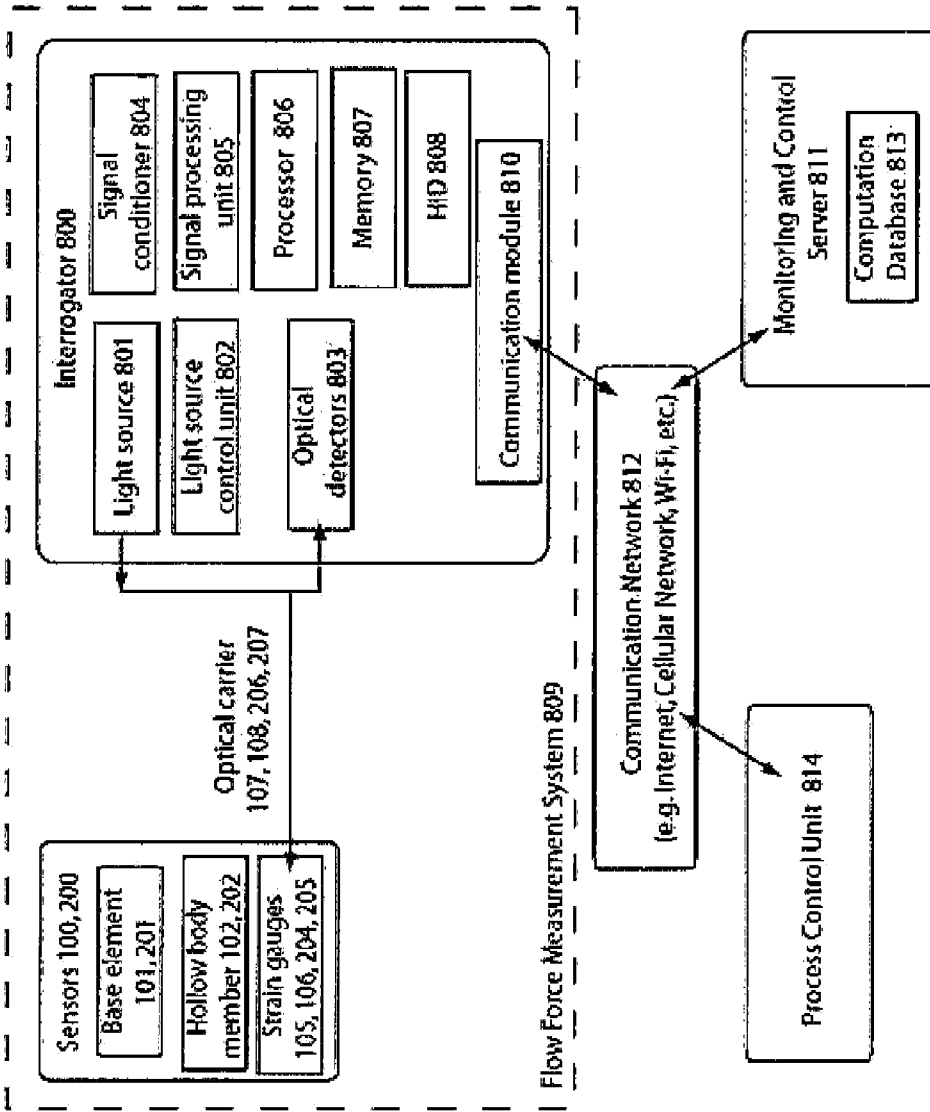 Sensors 100, 200
Base element
101, 201
Hollow body
member 102, 202
Strain gauges
105, 106, 204, 205
Optical carrier
107, 108, 206, 207
Interrogator 800
Light source 801
Light source
control unit 802
Optical
detectors 803
Signal
conditioner 804
Signal processing
unit 805
Processor 806
Memory 807
HID 808
Communication module 810
Flow Force Measurement System 809
Communication Network 812
(e.g. Internet, Cellular Network, Wi-Fi, etc.)
Process Control Unit 814
Monitoring and Control
Server 811
Computation
Database 813